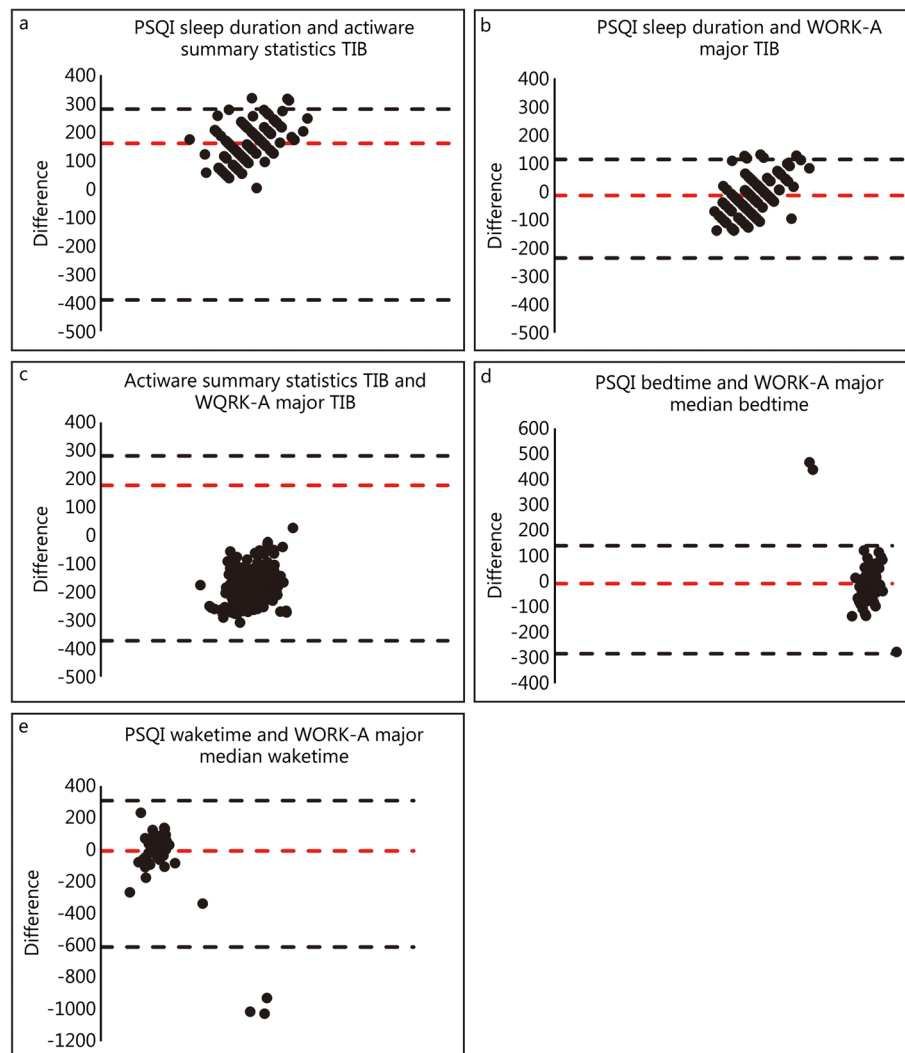 a
PSQI sleep duration and actiware
summary statistics TIB
400
300
200
100
0
-100
-200
-300
-400
-500
Difference
b
PSQI sleep duration and WORK-A
major TIB
400
300
200
100
0
-100
-200
-300
-400
-500
Difference
c
Actiware summary statistics TIB and
WQRK-A major TIB
400
300
200
100
0
-100
-200
-300
-400
-500
Difference
d
PSQI bedtime and WORK-A major
median bedtime
600
500
400
300
200
100
0
-100
-200
-300
-400
Difference
e
PSQI waketime and WORK-A major
median waketime
400
200
0
-200
-400
-600
-800
-1000
-1200
Difference